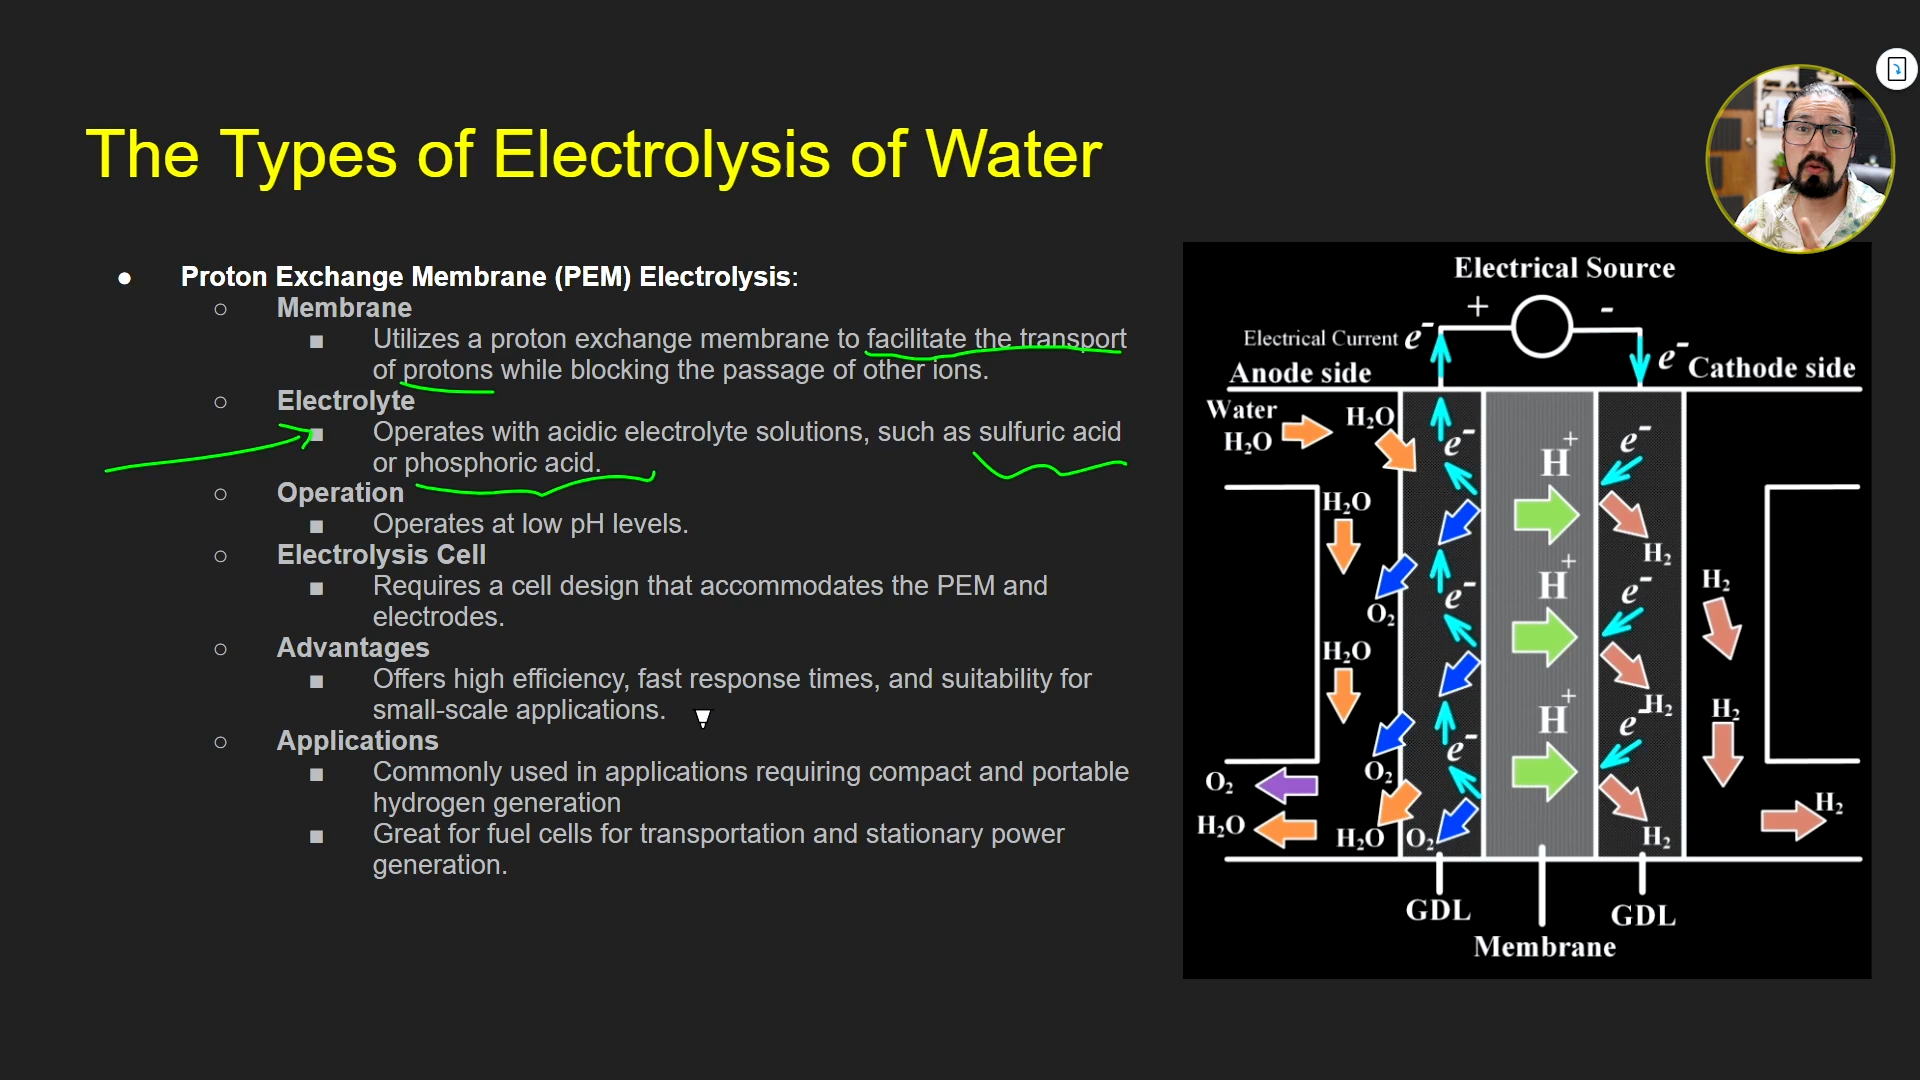 The Types of Electrolysis of Water
● Proton Exchange Membrane (PEM) Electrolysis:
○ Membrane
■ Utilizes a proton exchange membrane to facilitate the transport
of protons while blocking the passage of other ions.
○ Electrolyte
■ Operates with acidic electrolyte solutions, such as sulfuric acid
or phosphoric acid.
○ Operation
■ Operates at low pH levels.
○ Electrolysis Cell
■ Requires a cell design that accommodates the PEM and
electrodes.
○ Advantages
■ Offers high efficiency, fast response times, and suitability for
small-scale applications.
○ Applications
■ Commonly used in applications requiring compact and portable
hydrogen generation
■ Great for fuel cells for transportation and stationary power
generation.
Electrical Source
+ -
Electrical Current e⁻
e⁻
Anode side
Cathode side
Water
H₂O
H₂O
e⁻
H⁺
e⁻
H₂O
H₂
O₂
e⁻
H⁺
e⁻
H₂
H₂O
H₂
O₂
e⁻
H⁺
e⁻
H₂
O₂
H₂O
H₂O
O₂
H₂
H₂
GDL
GDL
Membrane